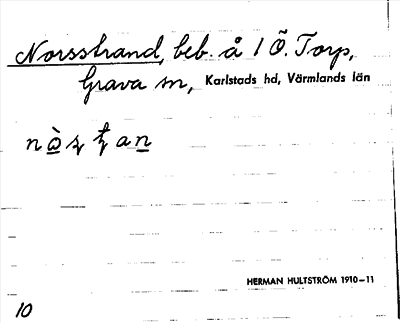 Norsstrand, beb. å 1 Ö. Torp,
Grava sn, Karlstads hd, Värmlands län
HERMAN HULTSTRÖM 1910–11
10